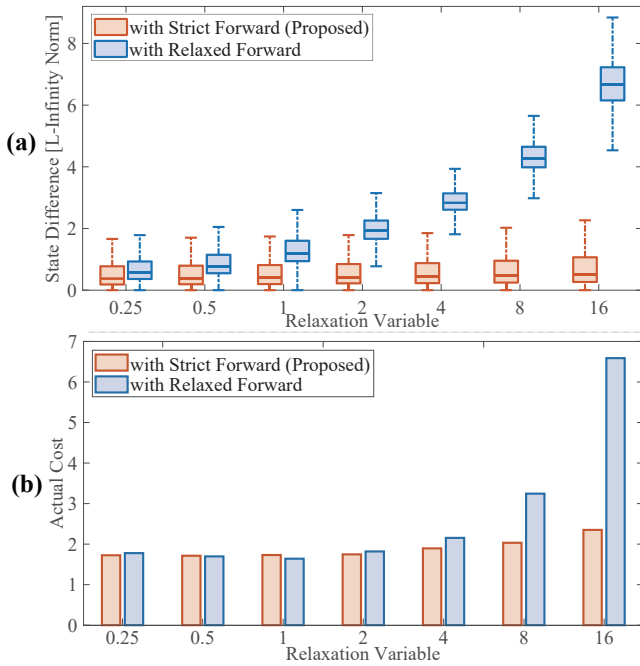 (a)
State Difference [L-Infinity Norm]
8
6
4
2
0
with Strict Forward (Proposed)
with Relaxed Forward
0.25 0.5 1 2 4 8 16
Relaxation Variable
(b)
Actual Cost
7
6
5
4
3
2
1
0
with Strict Forward (Proposed)
with Relaxed Forward
0.25 0.5 1 2 4 8 16
Relaxation Variable